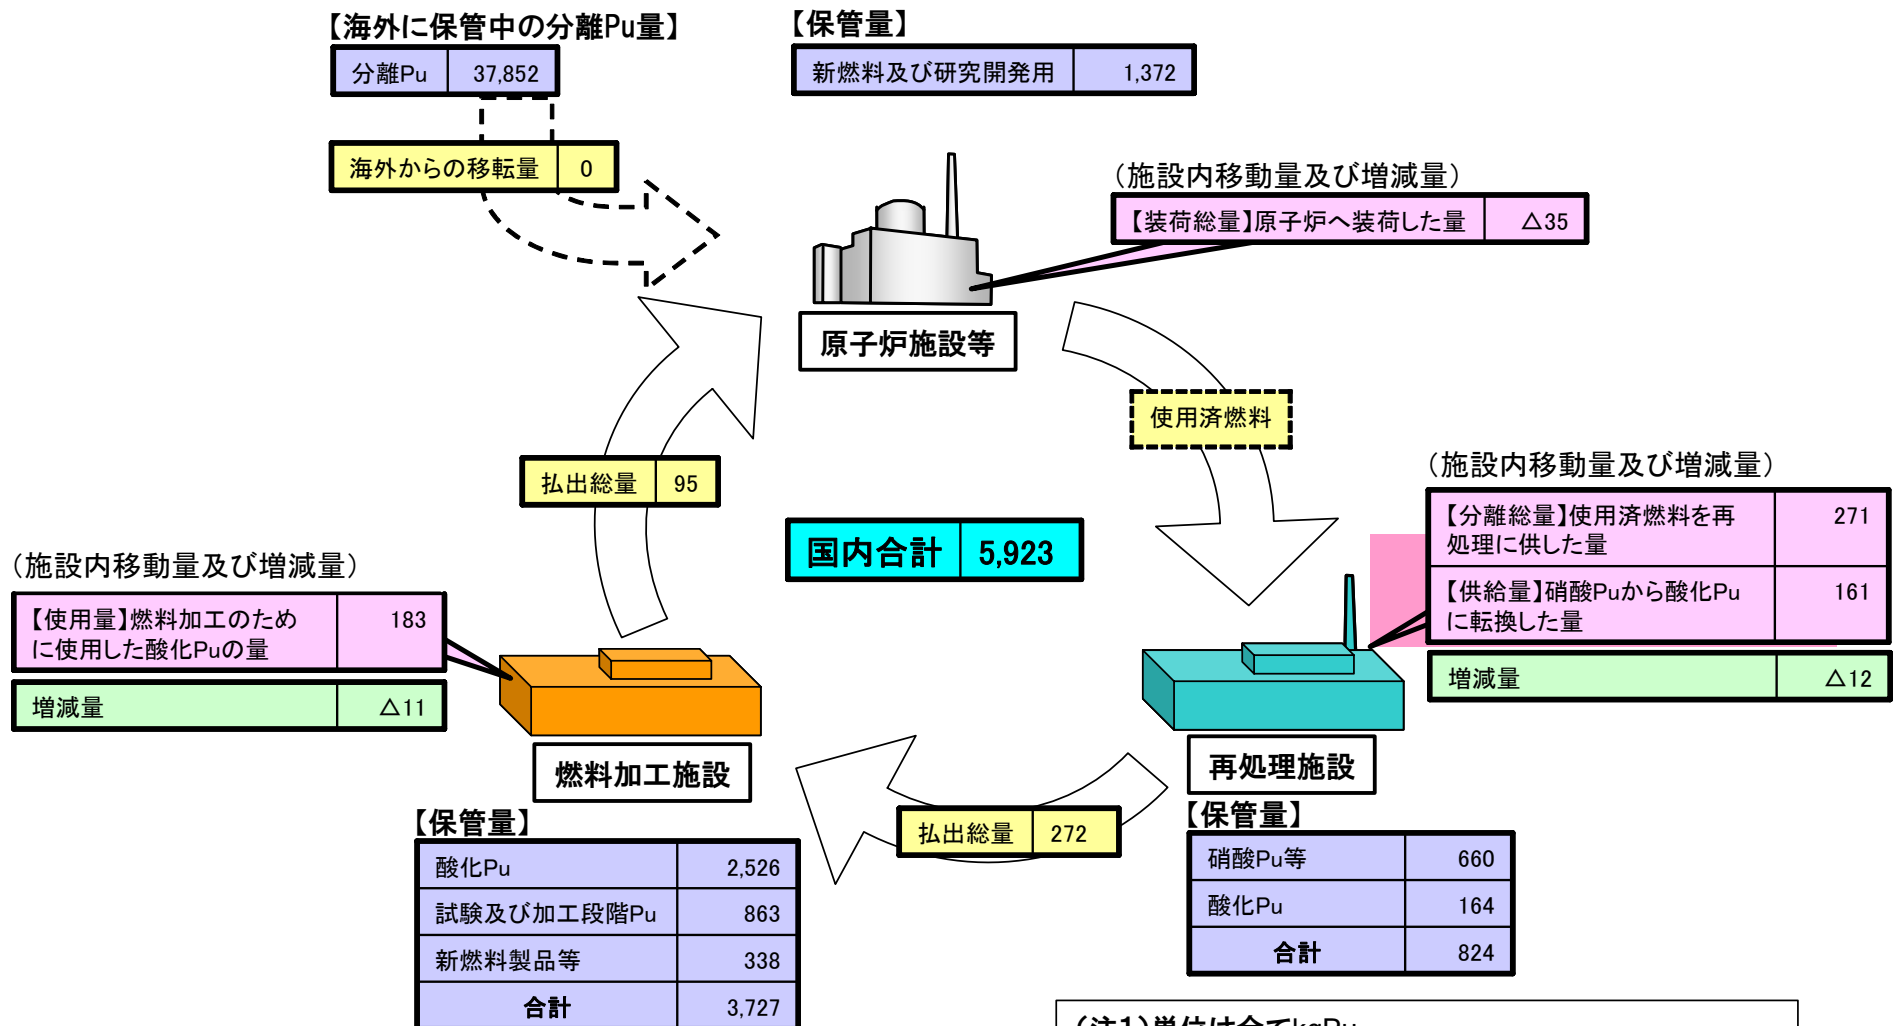 【海外に保管中の分離Pu量】
分離Pu 37,852
海外からの移転量 0
【保管量】
新燃料及び研究開発用 1,372
（施設内移動量及び増減量）
【装荷総量】原子炉へ装荷した量 △35
原子炉施設等
使用済燃料
払出総量 95
国内合計 5,923
（施設内移動量及び増減量）
【分離総量】使用済燃料を再 271
処理に供した量
【供給量】硝酸Puから酸化Pu 161
に転換した量
増減量 △12
（施設内移動量及び増減量）
【使用量】燃料加工のため 183
に使用した酸化Puの量
増減量 △11
燃料加工施設
再処理施設
払出総量 272
【保管量】
酸化Pu 2,526
試験及び加工段階Pu 863
新燃料製品等 338
合計 3,727
【保管量】
硝酸Pu等 660
酸化Pu 164
合計 824
（注1）単位は全てkgPu